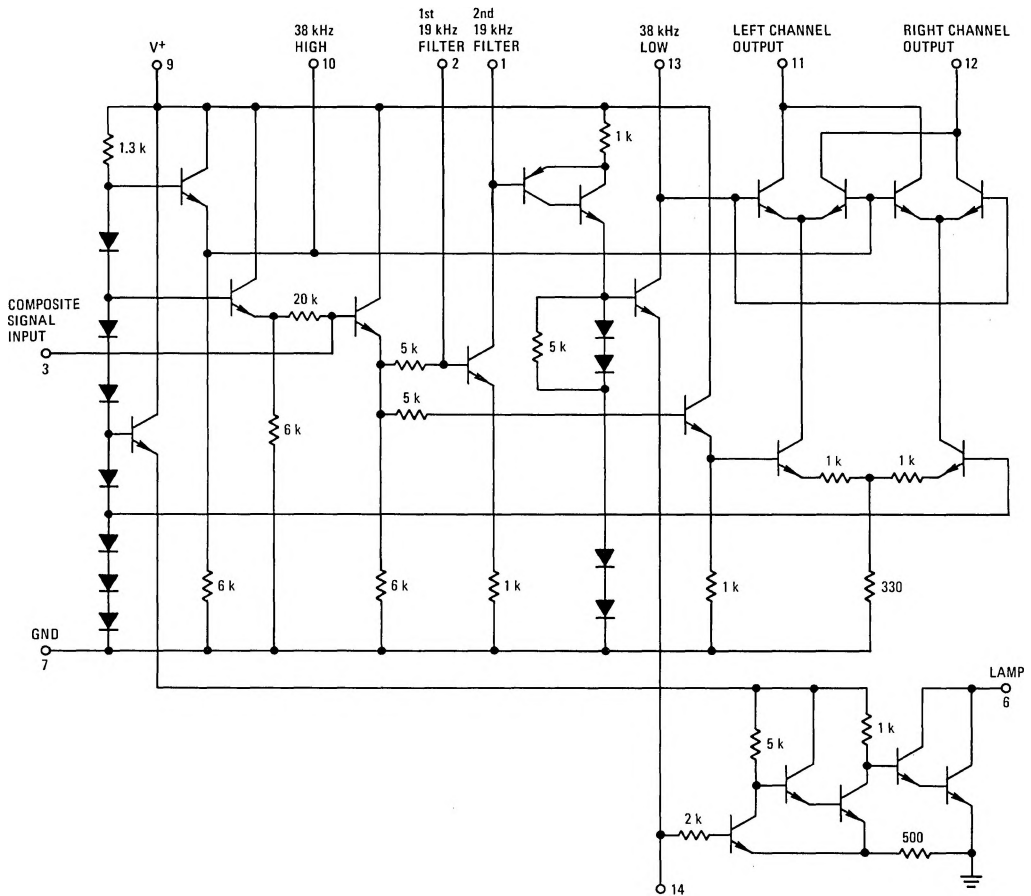 1st
2nd
38 kHz
19 kHz
19 kHz
38 kHz
LEFT CHANNEL
RIGHT CHANNEL
V+
HIGH
FILTER
FILTER
LOW
OUTPUT
OUTPUT
9
10
2
1
13
11
12
1.3 k
1 k
COMPOSITE
SIGNAL
INPUT
3
20 k
5 k
5 k
5 k
6 k
1 k
1 k
6 k
6 k
1 k
1 k
330
GND
7
LAMP
6
5 k
1 k
2 k
500
14